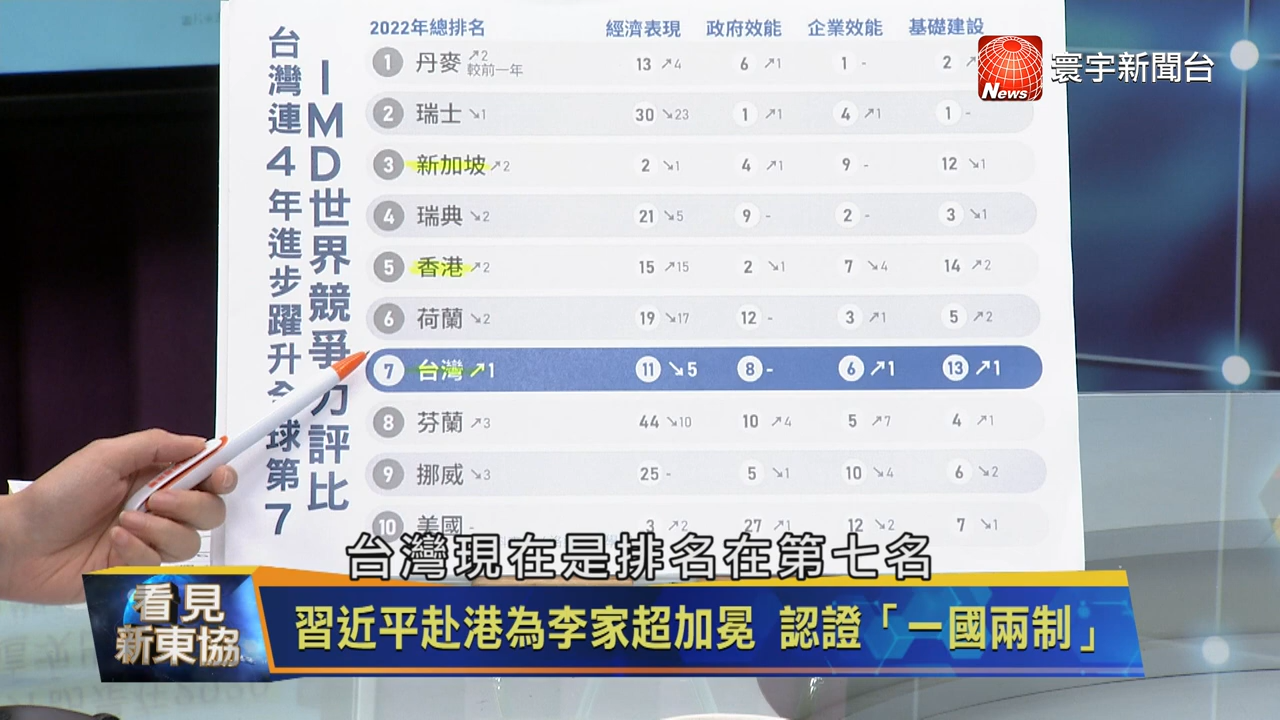 台灣連4年進步躍升全球第7
IMD世界競爭力評比
2022年總排名 經濟表現 政府效能 企業效能 基礎建設
1 丹麥 ↗2 較前一年 13 ↗4 6 ↗1 1 - 2 ↗
2 瑞士 ↘1 30 ↘23 1 ↗1 4 ↗1 1 -
3 新加坡 ↗2 2 ↘1 4 ↗1 9 - 12 ↘1
4 瑞典 ↘2 21 ↘5 9 - 2 - 3 ↘1
5 香港 ↗2 15 ↗15 2 ↘1 7 ↘4 14 ↗2
6 荷蘭 ↘2 19 ↘17 12 - 3 ↗1 5 ↗2
7 台灣 ↗1 11 ↘5 8 - 6 ↗1 13 ↗1
8 芬蘭 ↗3 44 ↘10 10 ↗4 5 ↗7 4 ↗1
9 挪威 ↘3 25 - 5 ↘1 10 ↘4 6 ↘2
10 美國 - 3 ↗2 27 ↗1 12 ↘2 7 ↘1
News 寰宇新聞台
台灣現在是排名在第七名
看見
新東協
習近平赴港為李家超加冕 認證「一國兩制」